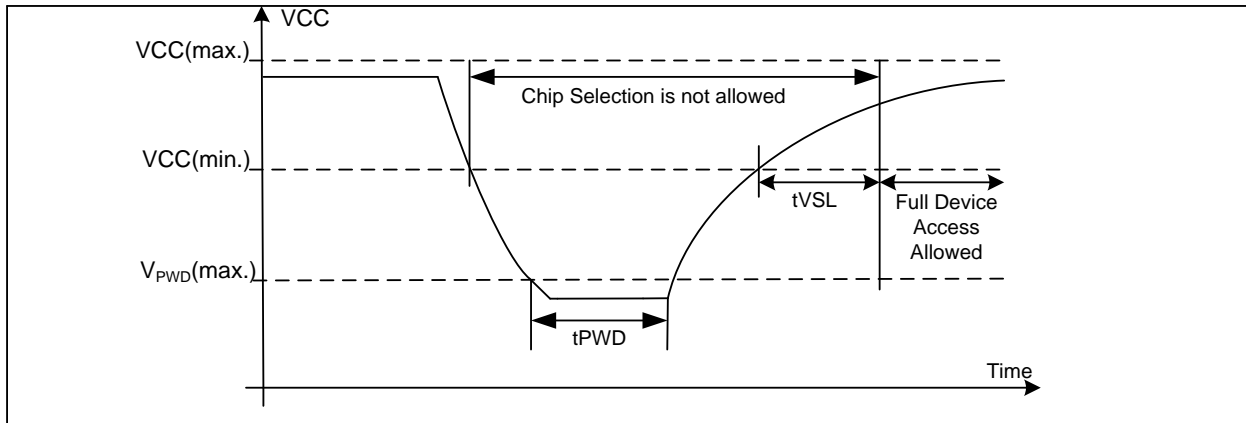 VCC
VCC(max.)
Chip Selection is not allowed
VCC(min.)
tVSL
Full Device
Access
Allowed
VPWD(max.)
tPWD
Time